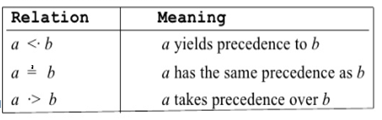 Relation Meaning
a <· b a yields precedence to b
a ≐ b a has the same precedence as b
a ·> b a takes precedence over b